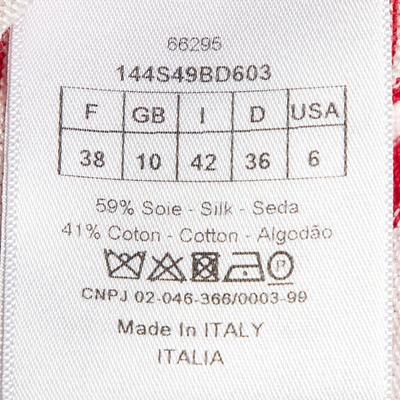 66295
144S49BD603
F GB I D USA
38 10 42 36 6
59% Soie - Silk - Seda
41% Coton - Cotton - Algodão
P
CNPJ 02-046-366/0003-99
Made In ITALY
ITALIA